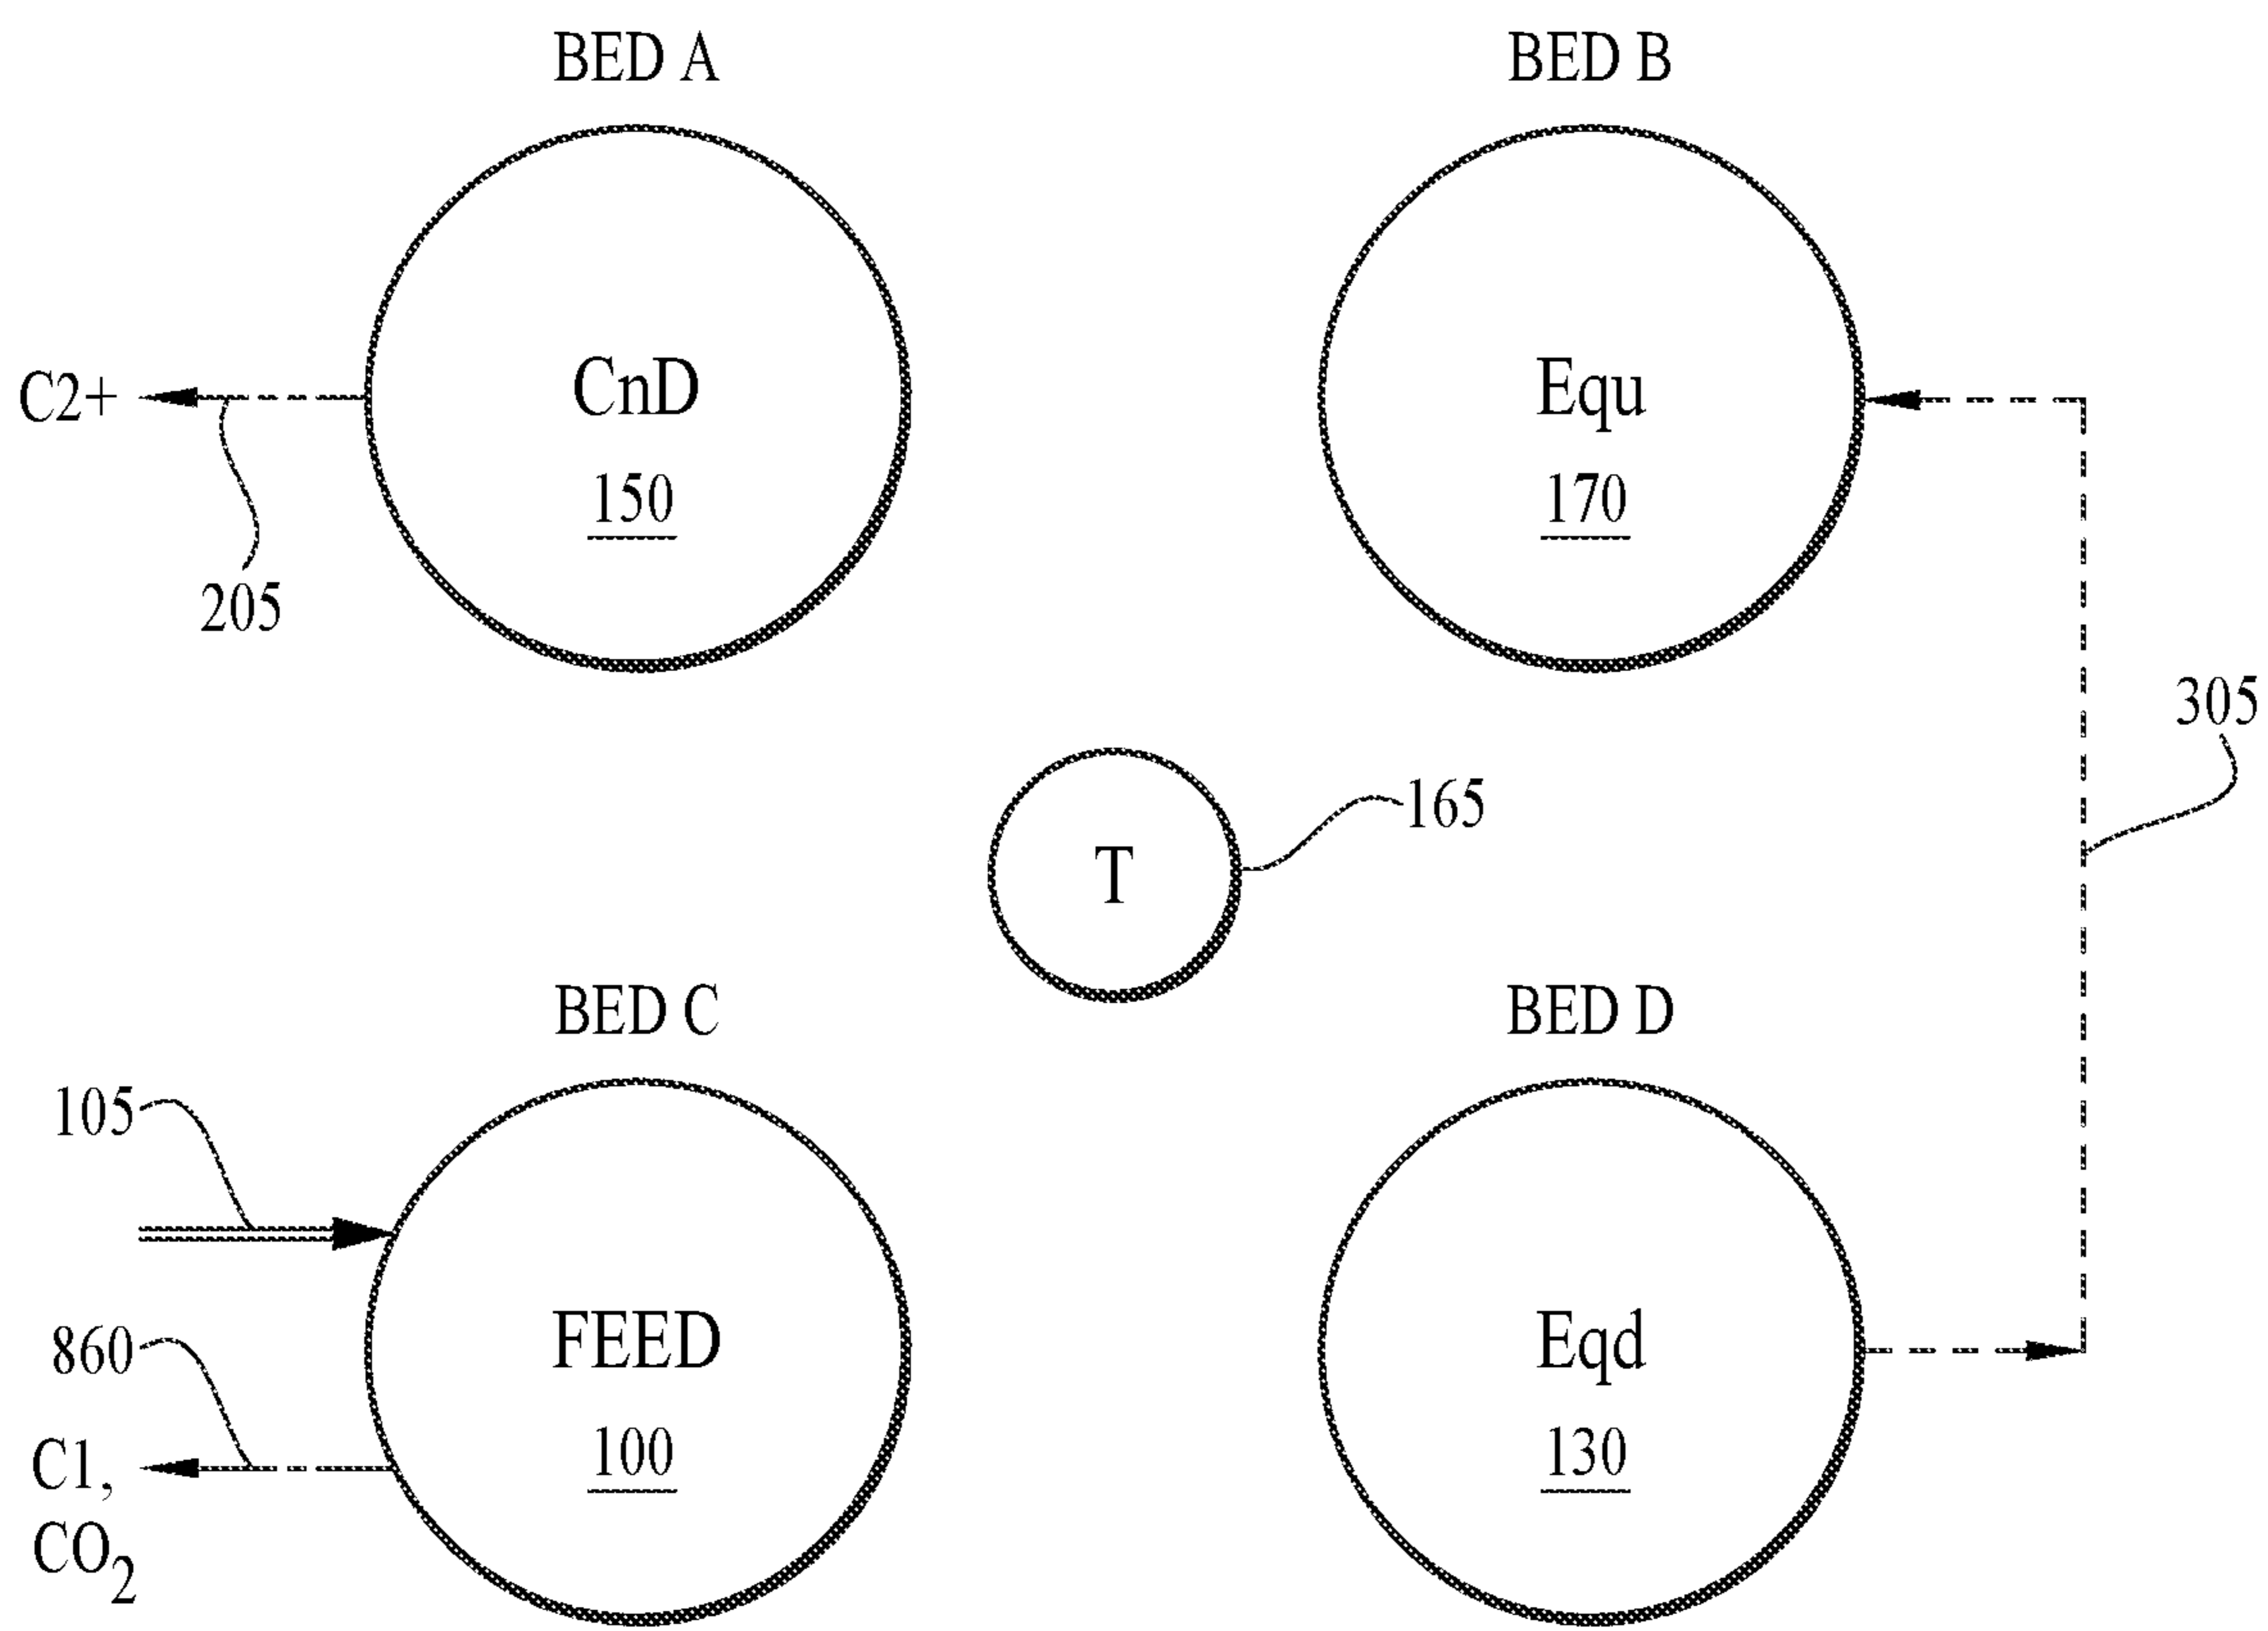 BED A
BED B
C2+
CnD
150
205
Equ
170
305
T
165
BED C
BED D
105
860
C1,
CO2
FEED
100
Eqd
130